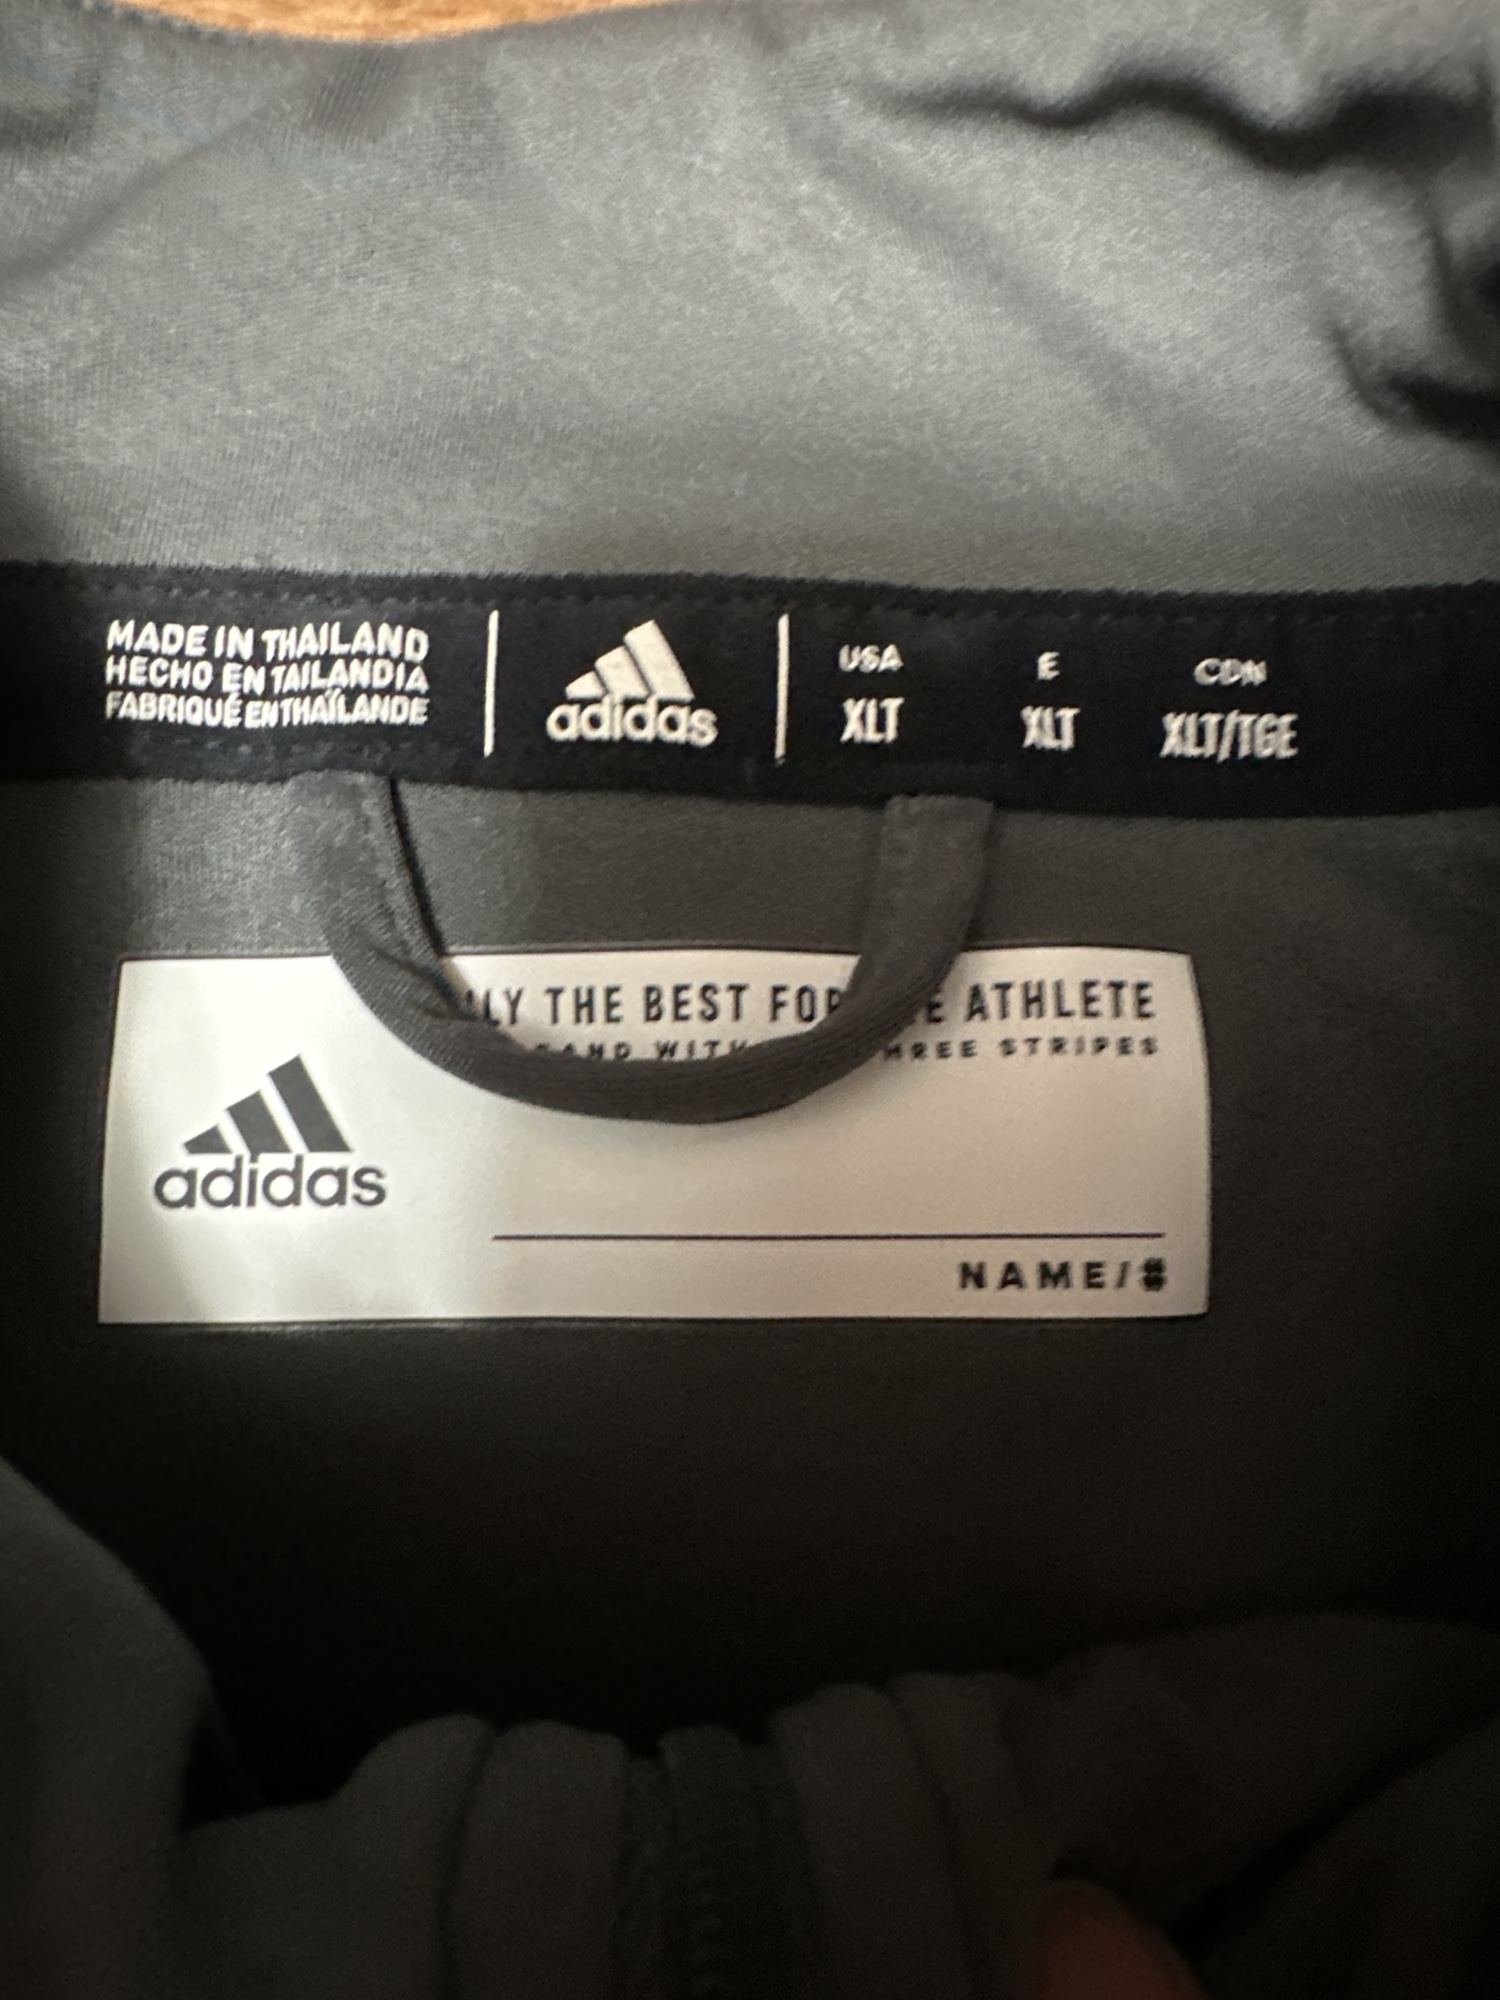 MADE IN THAILAND
HECHO EN TAILANDIA
FABRIQUÉ EN THAÏLANDE
adidas
USA E CDN
XLT XLT XLT/TGE
THE BEST ATHLETE
STRIPES
adidas
NAME/#